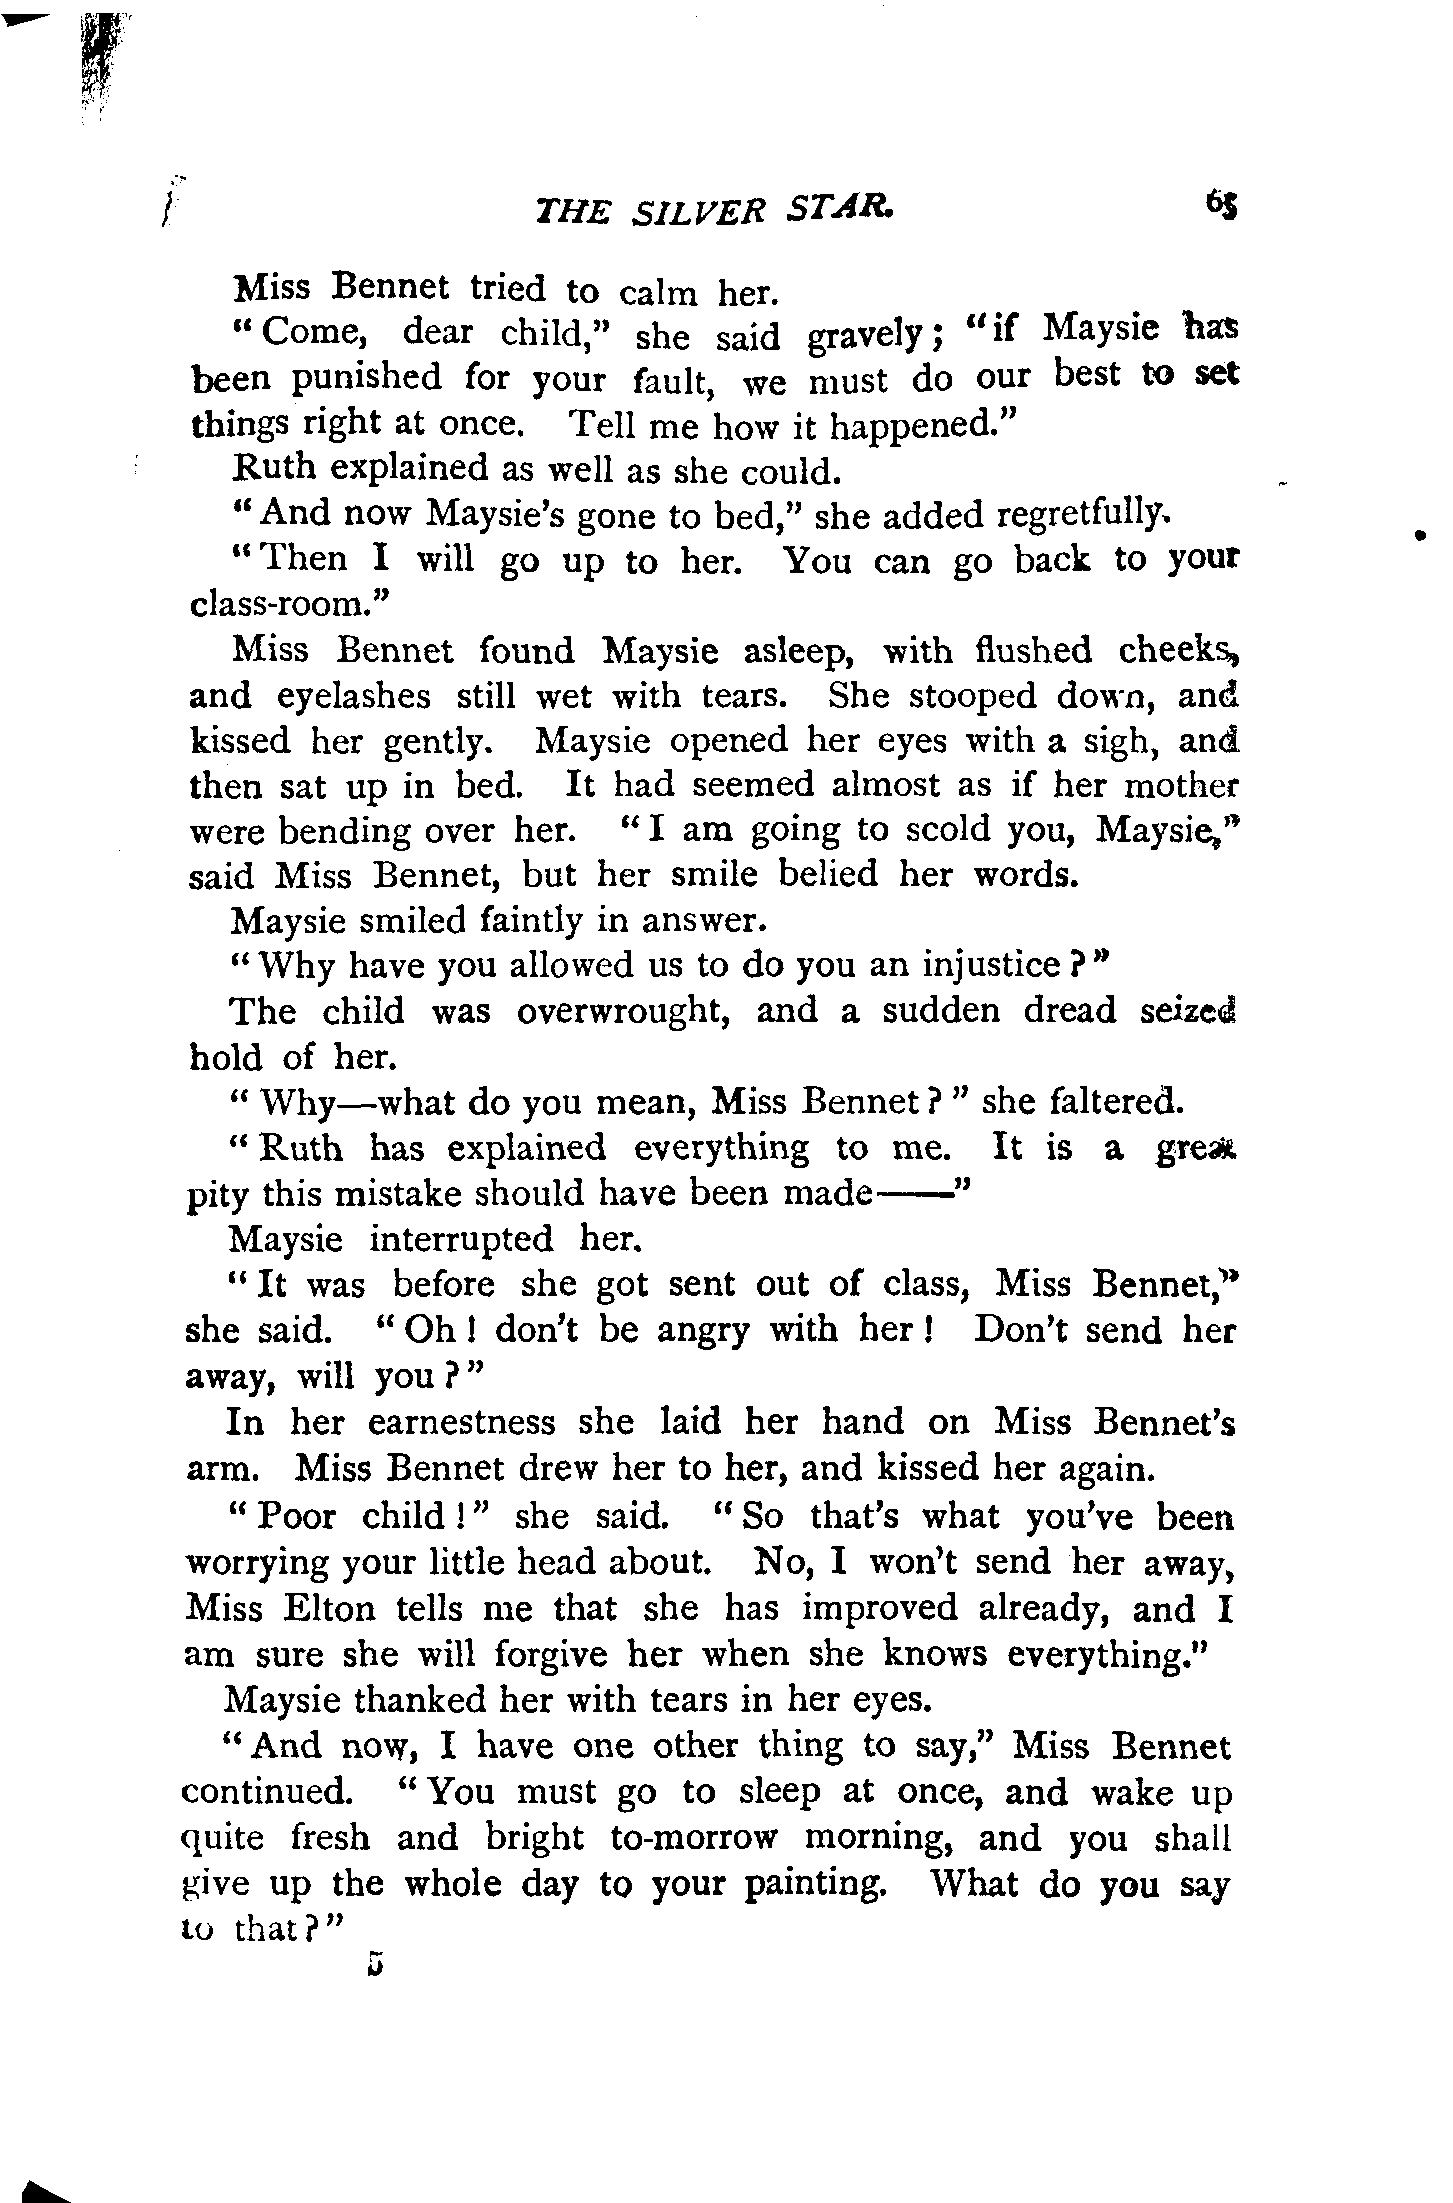 THE SILVER STAR. 65
Miss Bennet tried to calm her.
"Come, dear child," she said gravely; "if Maysie has
been punished for your fault, we must do our best to set
things right at once. Tell me how it happened."
Ruth explained as well as she could.
"And now Maysie's gone to bed," she added regretfully.
"Then I will go up to her. You can go back to your
class-room."
Miss Bennet found Maysie asleep, with flushed cheeks,
and eyelashes still wet with tears. She stooped down, and
kissed her gently. Maysie opened her eyes with a sigh, and
then sat up in bed. It had seemed almost as if her mother
were bending over her. "I am going to scold you, Maysie,"
said Miss Bennet, but her smile belied her words.
Maysie smiled faintly in answer.
"Why have you allowed us to do you an injustice?"
The child was overwrought, and a sudden dread seized
hold of her.
"Why—what do you mean, Miss Bennet?" she faltered.
"Ruth has explained everything to me. It is a great
pity this mistake should have been made——"
Maysie interrupted her.
"It was before she got sent out of class, Miss Bennet,"
she said. "Oh! don't be angry with her! Don't send her
away, will you?"
In her earnestness she laid her hand on Miss Bennet's
arm. Miss Bennet drew her to her, and kissed her again.
"Poor child!" she said. "So that's what you've been
worrying your little head about. No, I won't send her away,
Miss Elton tells me that she has improved already, and I
am sure she will forgive her when she knows everything."
Maysie thanked her with tears in her eyes.
"And now, I have one other thing to say," Miss Bennet
continued. "You must go to sleep at once, and wake up
quite fresh and bright to-morrow morning, and you shall
give up the whole day to your painting. What do you say
to that?"
5